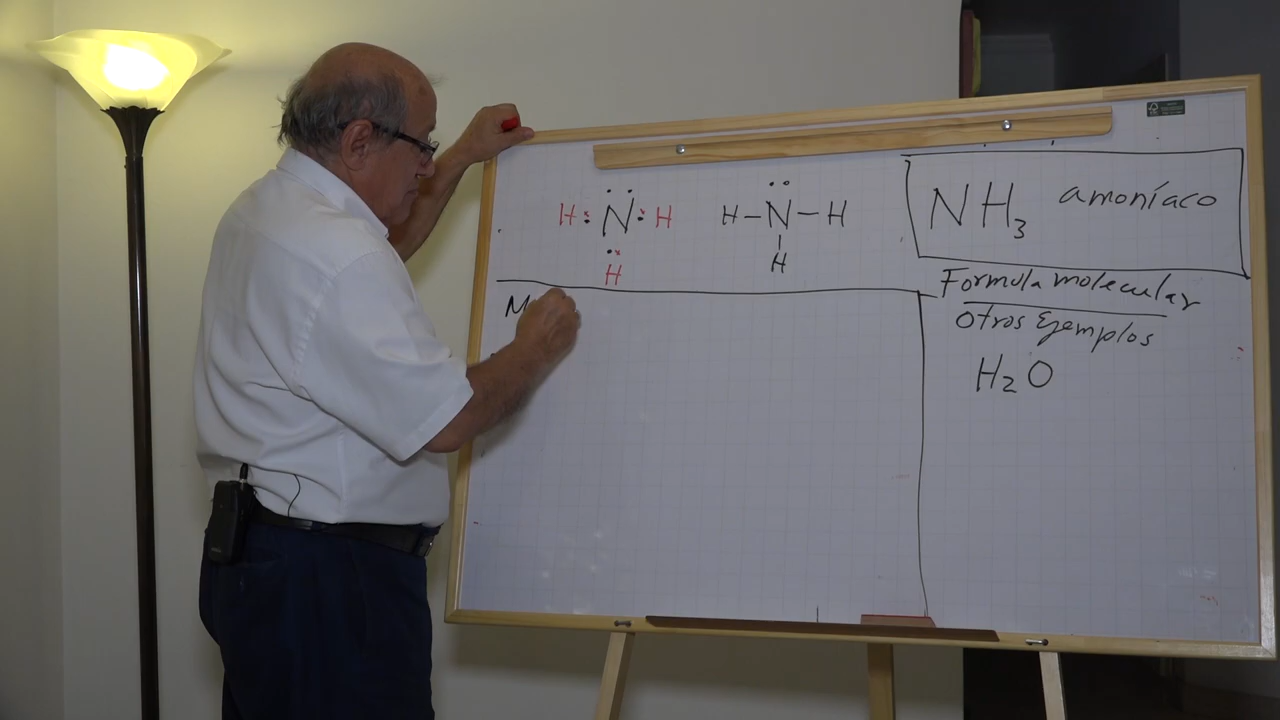 H : N : H
H
H–N–H
H
NH₃ amoníaco
Formula molecular
Otros Ejemplos
H₂O
M